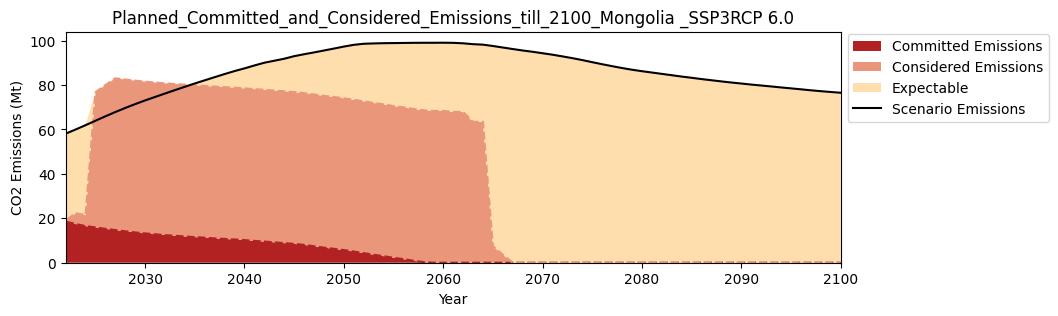 Planned_Committed_and_Considered_Emissions_till_2100_Mongolia _SSP3RCP 6.0
CO2 Emissions (Mt)
100
80
60
40
20
0
2030
2040
2050
2060
2070
2080
2090
2100
Year
Committed Emissions
Considered Emissions
Expectable
Scenario Emissions